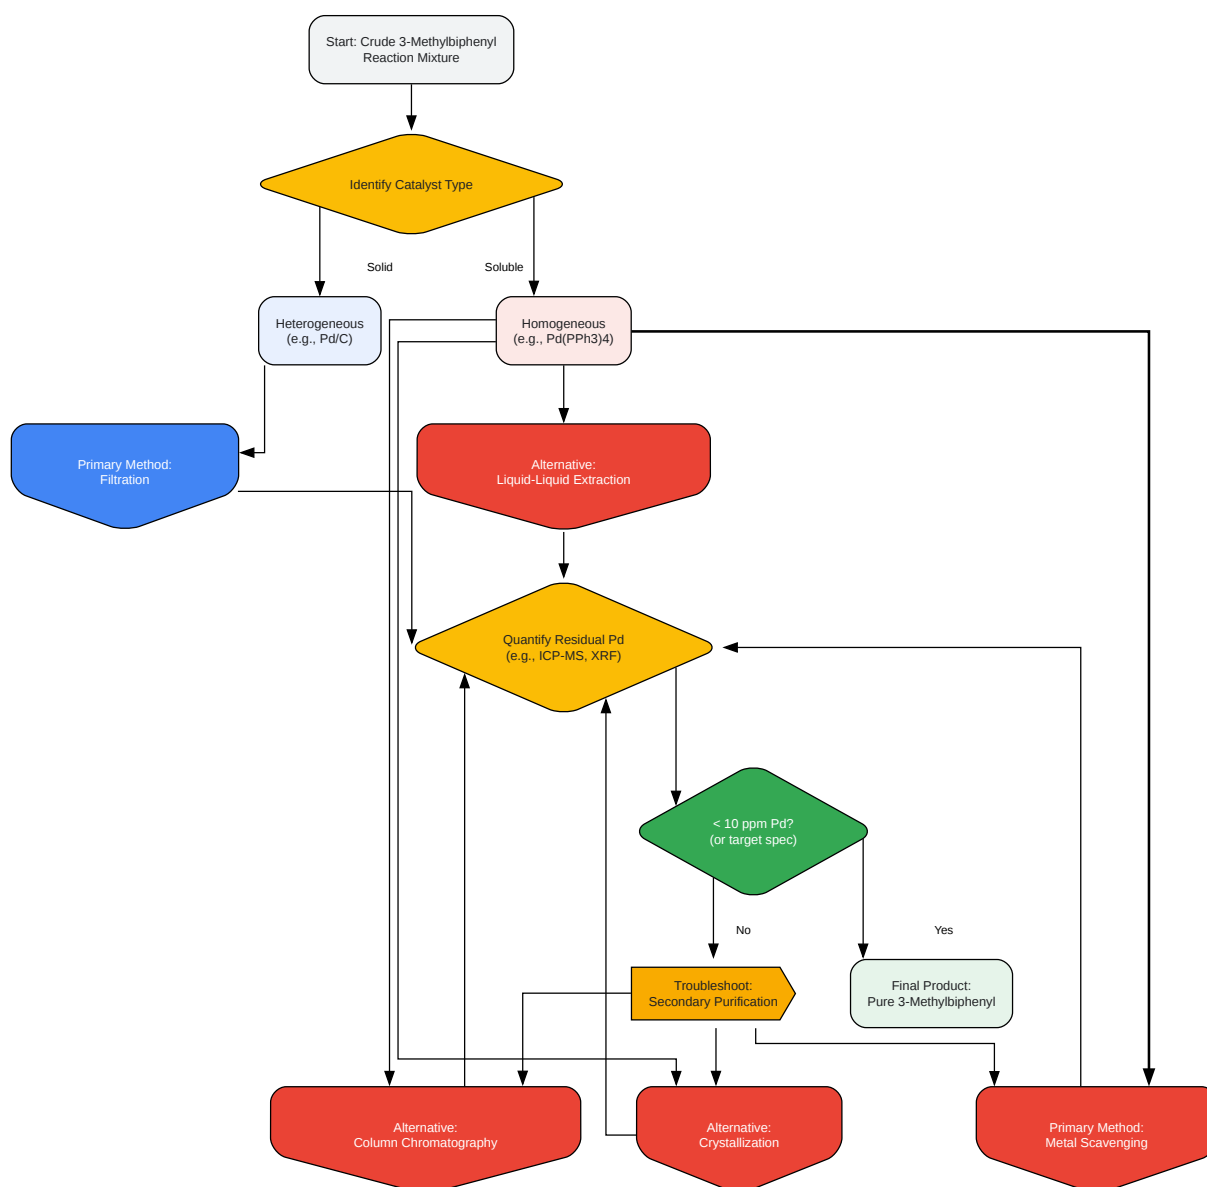 Start: Crude 3-Methylbiphenyl
Reaction Mixture
Identify Catalyst Type
Solid
Soluble
Heterogeneous
(e.g., Pd/C)
Homogeneous
(e.g., Pd(PPh3)4)
Primary Method:
Filtration
Alternative:
Liquid-Liquid Extraction
Quantify Residual Pd
(e.g., ICP-MS, XRF)
< 10 ppm Pd?
(or target spec)
No
Yes
Troubleshoot:
Secondary Purification
Final Product:
Pure 3-Methylbiphenyl
Alternative:
Column Chromatography
Alternative:
Crystallization
Primary Method:
Metal Scavenging